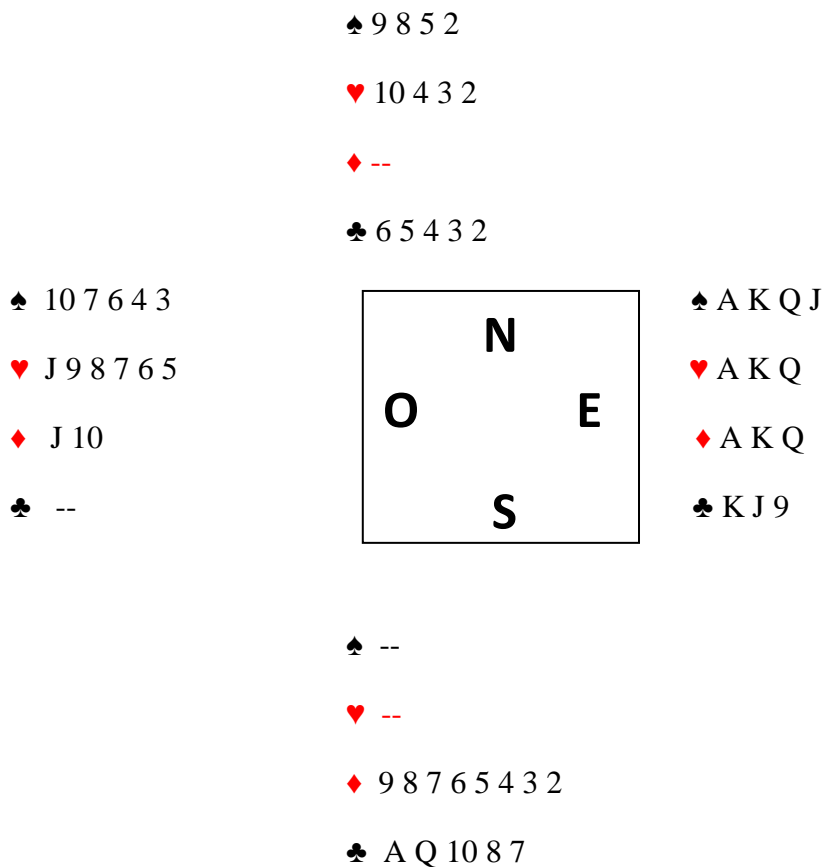 ♠ 9 8 5 2
♥ 10 4 3 2
♦ --
♣ 6 5 4 3 2
♠ 10 7 6 4 3
♥ J 9 8 7 6 5
♦ J 10
♣ --
N
O E
S
♠ A K Q J
♥ A K Q
♦ A K Q
♣ K J 9
♠ --
♥ --
♦ 9 8 7 6 5 4 3 2
♣ A Q 10 8 7